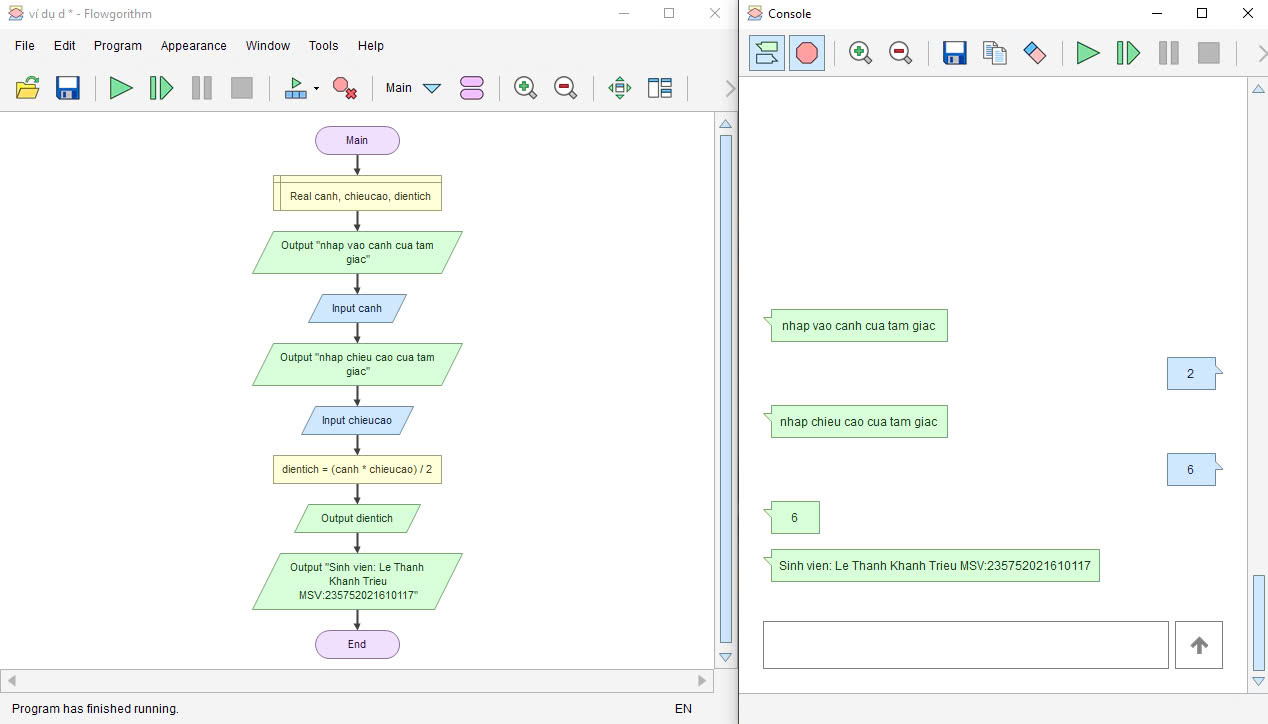 ví dụ d * - Flowgorithm
File Edit Program Appearance Window Tools Help
Main
Main
Real canh, chieucao, dientich
Output "nhap vao canh cua tam
giac"
Input canh
Output "nhap chieu cao cua tam
giac"
Input chieucao
dientich = (canh * chieucao) / 2
Output dientich
Output "Sinh vien: Le Thanh
Khanh Trieu
MSV:235752021610117"
End
Program has finished running.
EN
Console
nhap vao canh cua tam giac
2
nhap chieu cao cua tam giac
6
6
Sinh vien: Le Thanh Khanh Trieu MSV:235752021610117